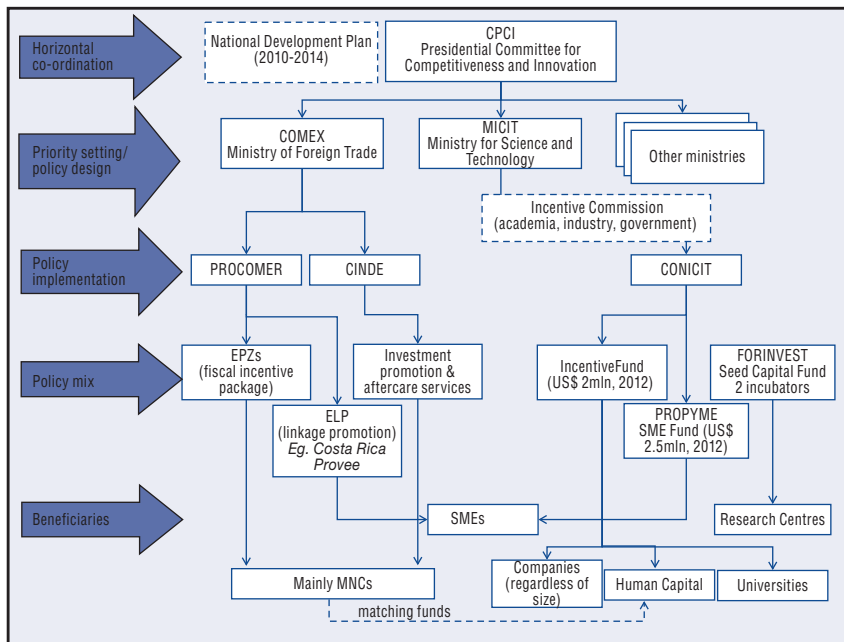 Horizontal
co-ordination
National Development Plan
(2010-2014)
CPCI
Presidential Committee for
Competitiveness and Innovation
Priority setting/
policy design
COMEX
Ministry of Foreign Trade
MICIT
Ministry for Science and
Technology
Other ministries
Incentive Commission
(academia, industry, government)
Policy
implementation
PROCOMER
CINDE
CONICIT
Policy mix
EPZs
(fiscal incentive
package)
Investment
promotion &
aftercare services
IncentiveFund
(US$ 2mln, 2012)
FORINVEST
Seed Capital Fund
2 incubators
ELP
(linkage promotion)
Eg. Costa Rica
Provee
PROPYME
SME Fund (US$
2.5mln, 2012)
Beneficiaries
SMEs
Research Centres
Mainly MNCs
Companies
(regardless of
size)
Human Capital
Universities
matching funds